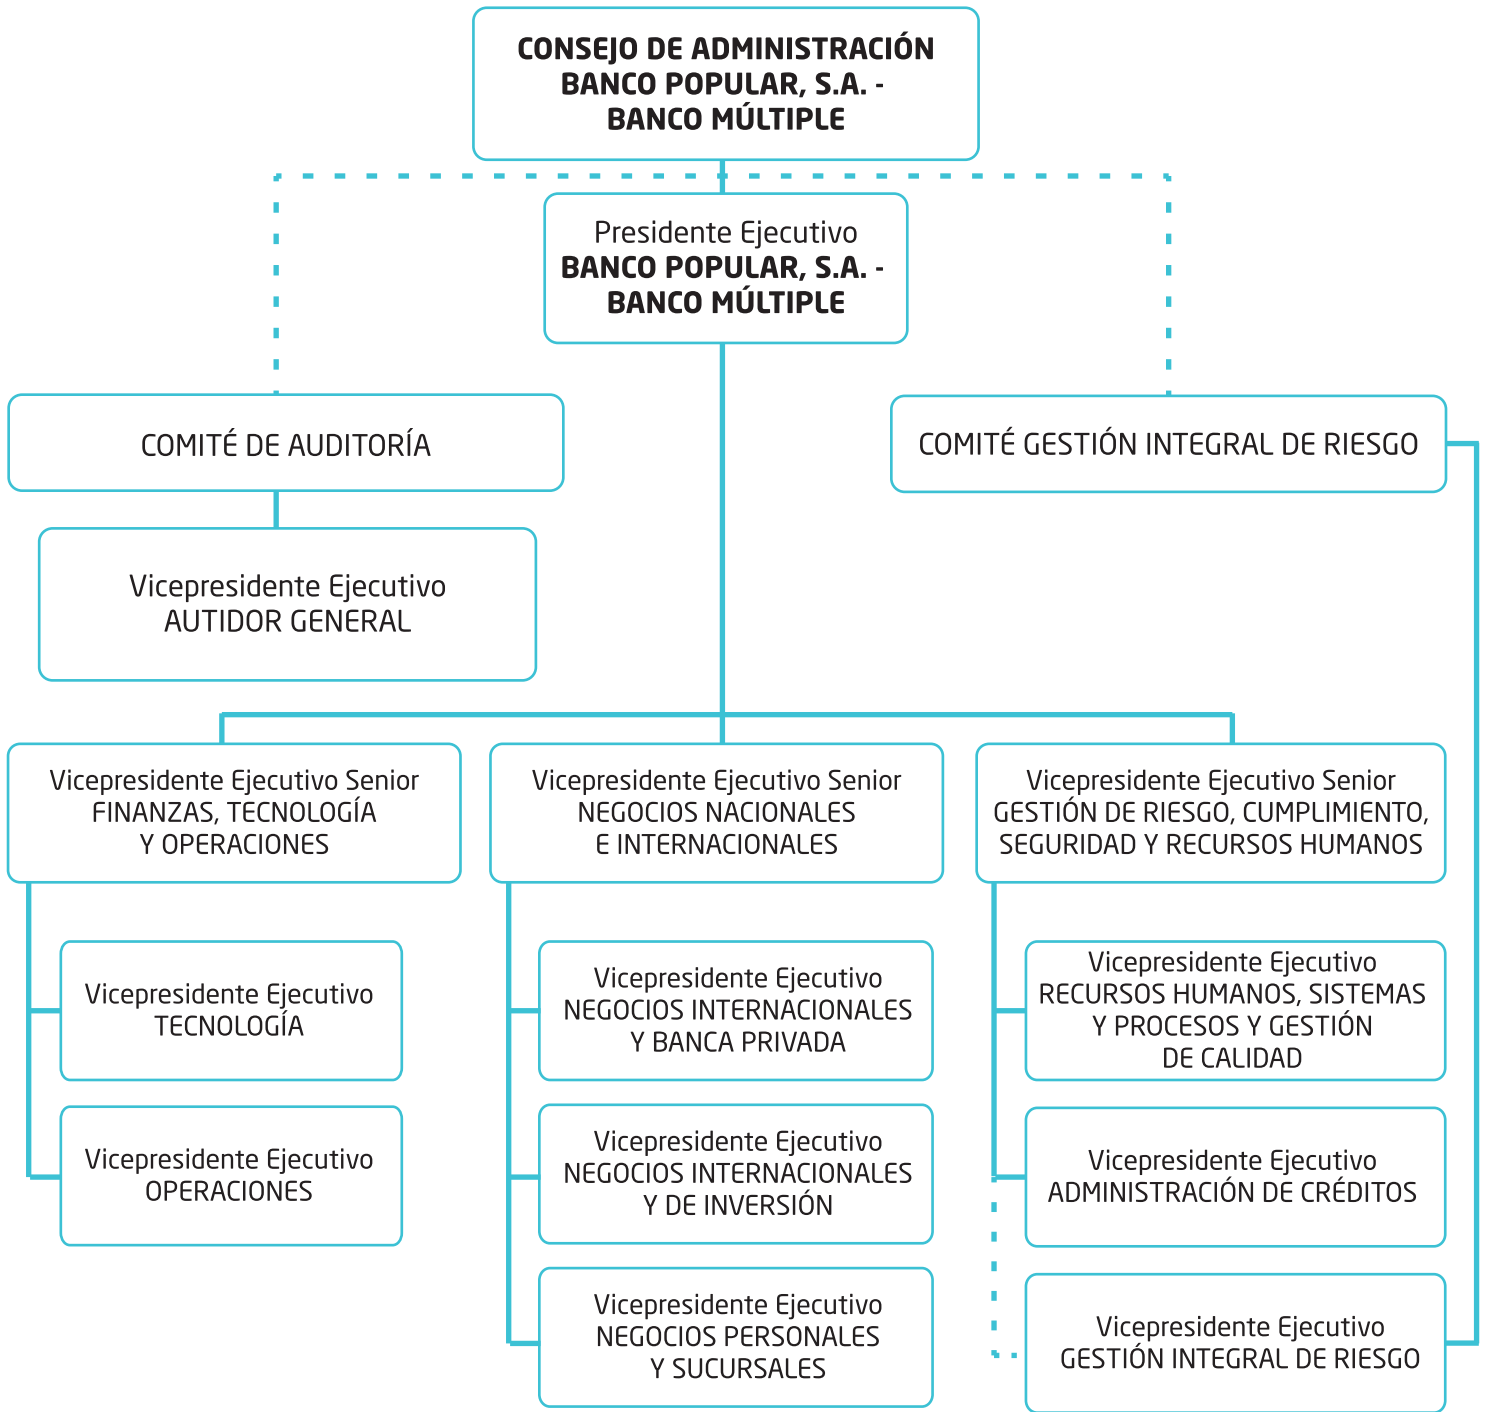 CONSEJO DE ADMINISTRACIÓN
BANCO POPULAR, S.A. -
BANCO MÚLTIPLE
Presidente Ejecutivo
BANCO POPULAR, S.A. -
BANCO MÚLTIPLE
COMITÉ DE AUDITORÍA
COMITÉ GESTIÓN INTEGRAL DE RIESGO
Vicepresidente Ejecutivo
AUTIDOR GENERAL
Vicepresidente Ejecutivo Senior
FINANZAS, TECNOLOGÍA
Y OPERACIONES
Vicepresidente Ejecutivo Senior
NEGOCIOS NACIONALES
E INTERNACIONALES
Vicepresidente Ejecutivo Senior
GESTIÓN DE RIESGO, CUMPLIMIENTO,
SEGURIDAD Y RECURSOS HUMANOS
Vicepresidente Ejecutivo
TECNOLOGÍA
Vicepresidente Ejecutivo
OPERACIONES
Vicepresidente Ejecutivo
NEGOCIOS INTERNACIONALES
Y BANCA PRIVADA
Vicepresidente Ejecutivo
NEGOCIOS INTERNACIONALES
Y DE INVERSIÓN
Vicepresidente Ejecutivo
NEGOCIOS PERSONALES
Y SUCURSALES
Vicepresidente Ejecutivo
RECURSOS HUMANOS, SISTEMAS
Y PROCESOS Y GESTIÓN
DE CALIDAD
Vicepresidente Ejecutivo
ADMINISTRACIÓN DE CRÉDITOS
Vicepresidente Ejecutivo
GESTIÓN INTEGRAL DE RIESGO